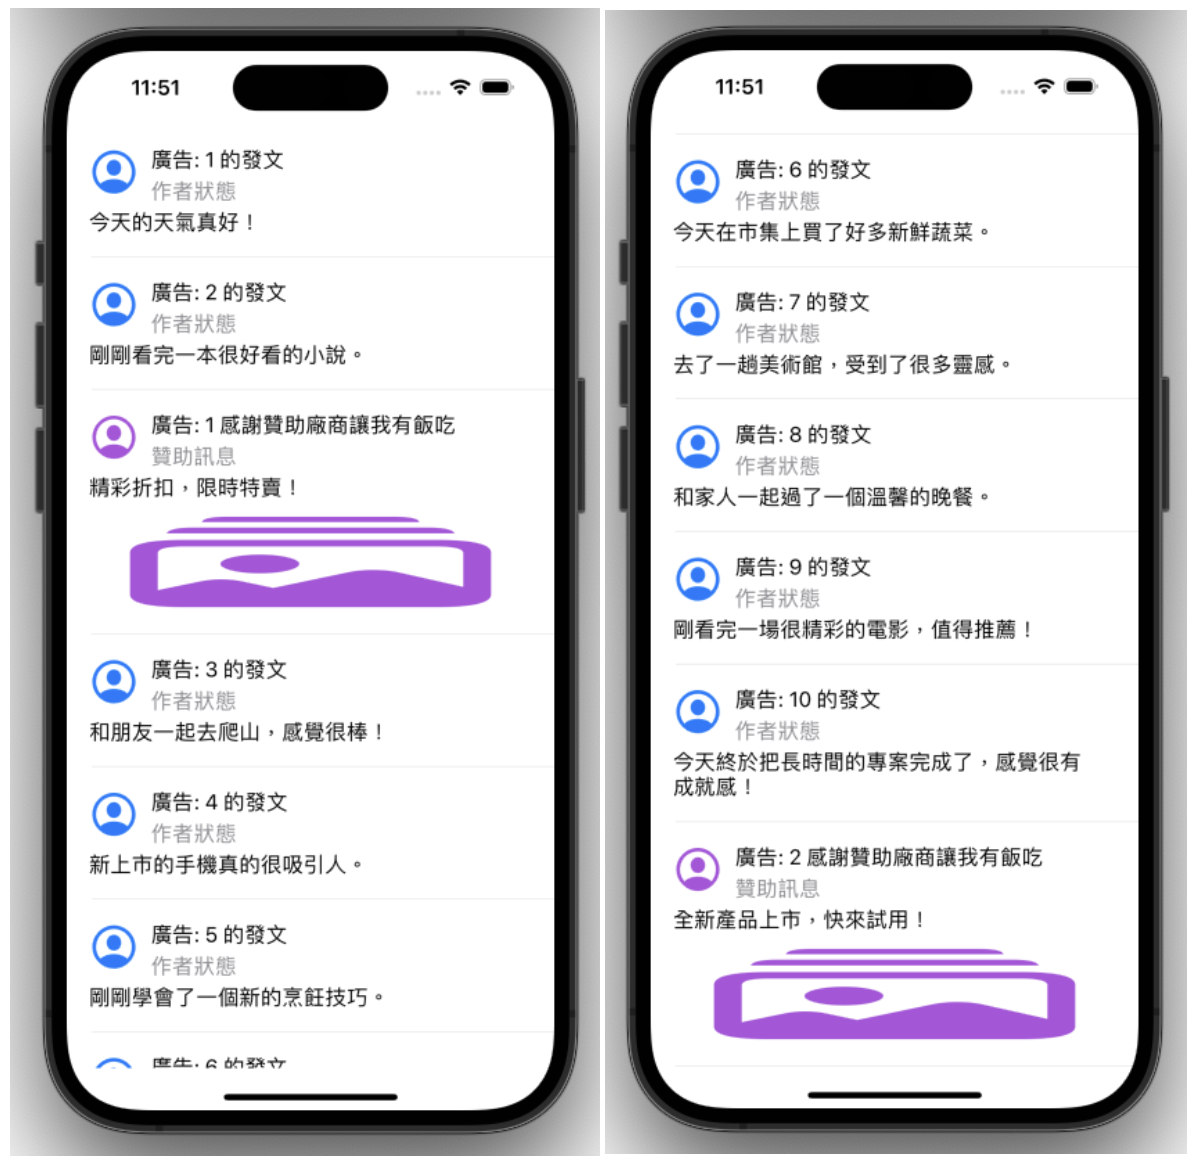 11:51
廣告: 1 的發文
作者狀態
今天的天氣真好！
廣告: 2 的發文
作者狀態
剛剛看完一本很好看的小說。
廣告: 1 感謝贊助廠商讓我有飯吃
贊助訊息
精彩折扣，限時特賣！
廣告: 3 的發文
作者狀態
和朋友一起去爬山，感覺很棒！
廣告: 4 的發文
作者狀態
新上市的手機真的很吸引人。
廣告: 5 的發文
作者狀態
剛剛學會了一個新的烹飪技巧。
廣告: 6 的發文
11:51
廣告: 6 的發文
作者狀態
今天在市集上買了好多新鮮蔬菜。
廣告: 7 的發文
作者狀態
去了一趟美術館，受到了很多靈感。
廣告: 8 的發文
作者狀態
和家人一起過了一個溫馨的晚餐。
廣告: 9 的發文
作者狀態
剛看完一場很精彩的電影，值得推薦！
廣告: 10 的發文
作者狀態
今天終於把長時間的專案完成了，感覺很有
成就感！
廣告: 2 感謝贊助廠商讓我有飯吃
贊助訊息
全新產品上市，快來試用！